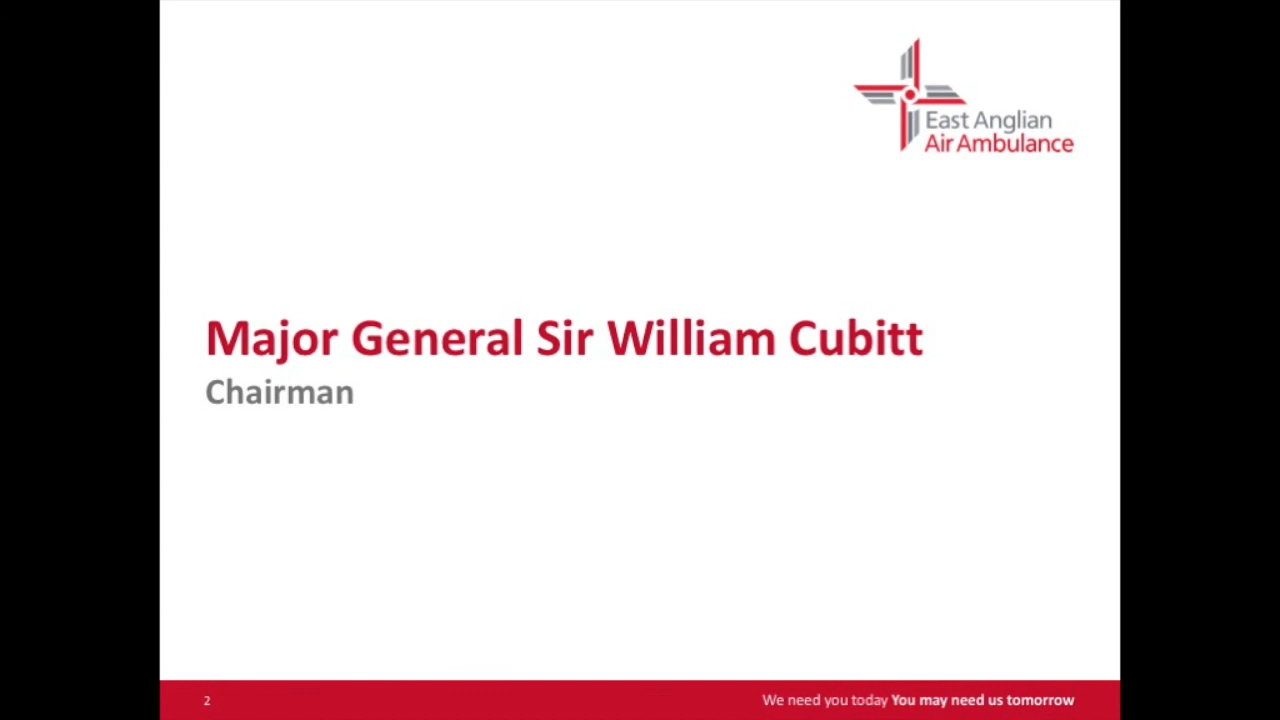 East Anglian
Air Ambulance
Major General Sir William Cubitt
Chairman
2
We need you today You may need us tomorrow